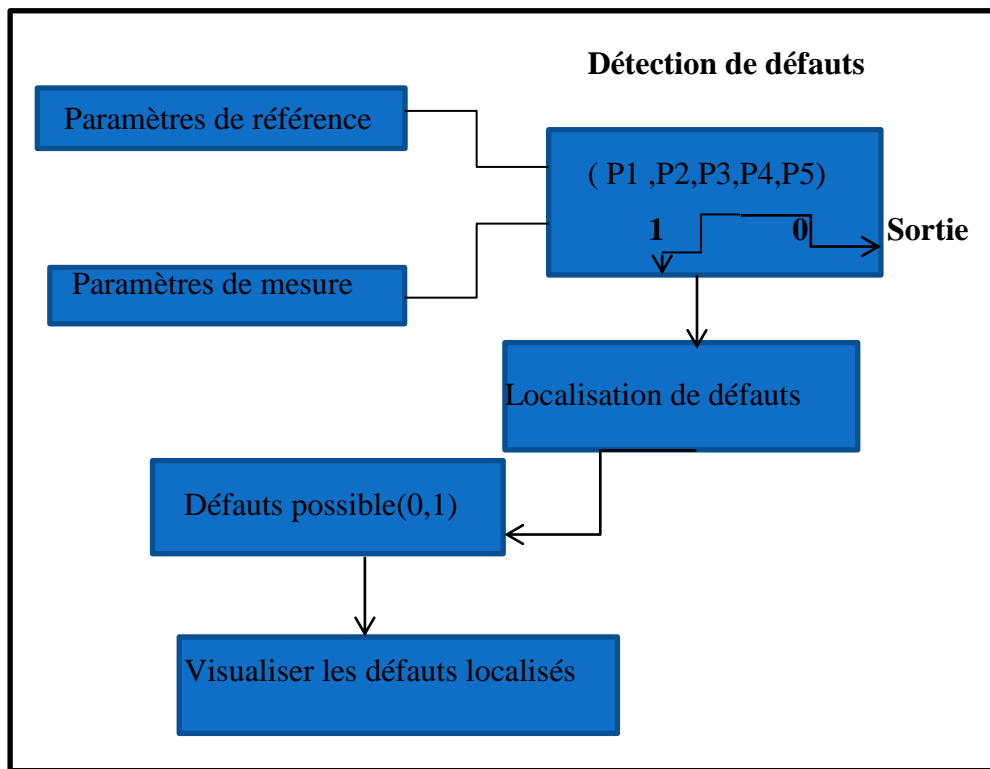 Détection de défauts
Paramètres de référence
( P1 ,P2,P3,P4,P5)
1 0 Sortie
Paramètres de mesure
Localisation de défauts
Défauts possible(0,1)
Visualiser les défauts localisés